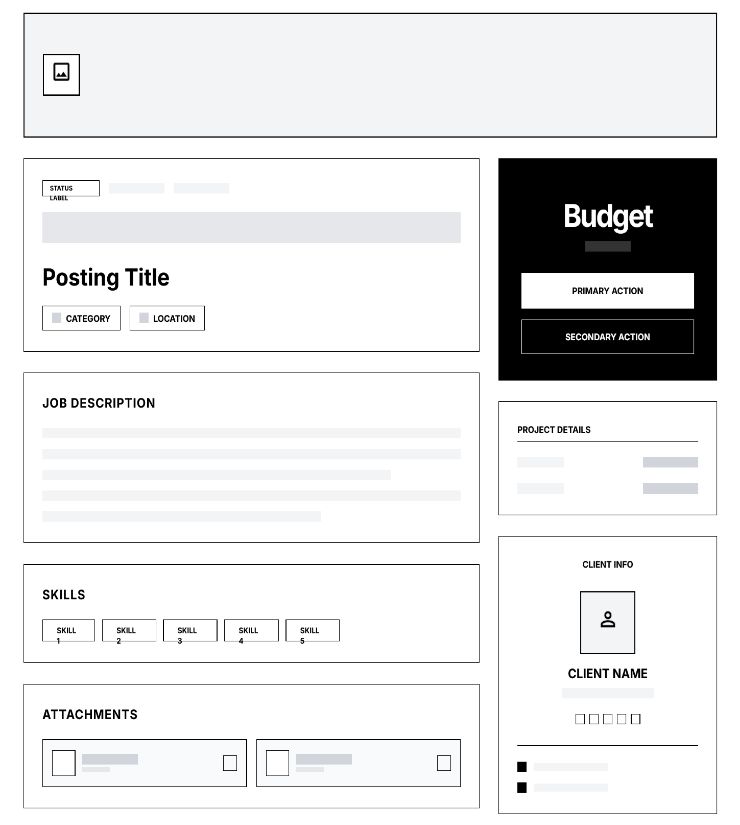 STATUS
LABEL
Posting Title
CATEGORY
LOCATION
JOB DESCRIPTION
SKILLS
SKILL
1
SKILL
2
SKILL
3
SKILL
4
SKILL
5
ATTACHMENTS
Budget
PRIMARY ACTION
SECONDARY ACTION
PROJECT DETAILS
CLIENT INFO
CLIENT NAME